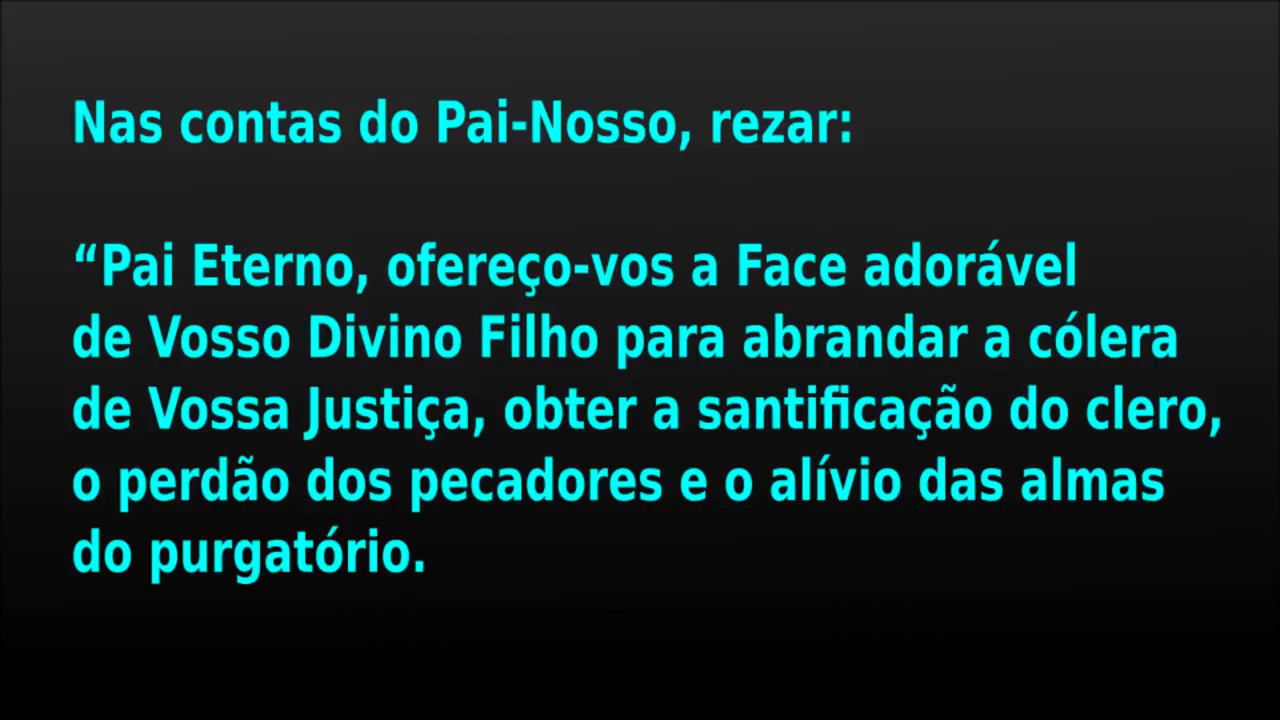 Nas contas do Pai-Nosso, rezar:
“Pai Eterno, ofereço-vos a Face adorável
de Vosso Divino Filho para abrandar a cólera
de Vossa Justiça, obter a santificação do clero,
o perdão dos pecadores e o alívio das almas
do purgatório.